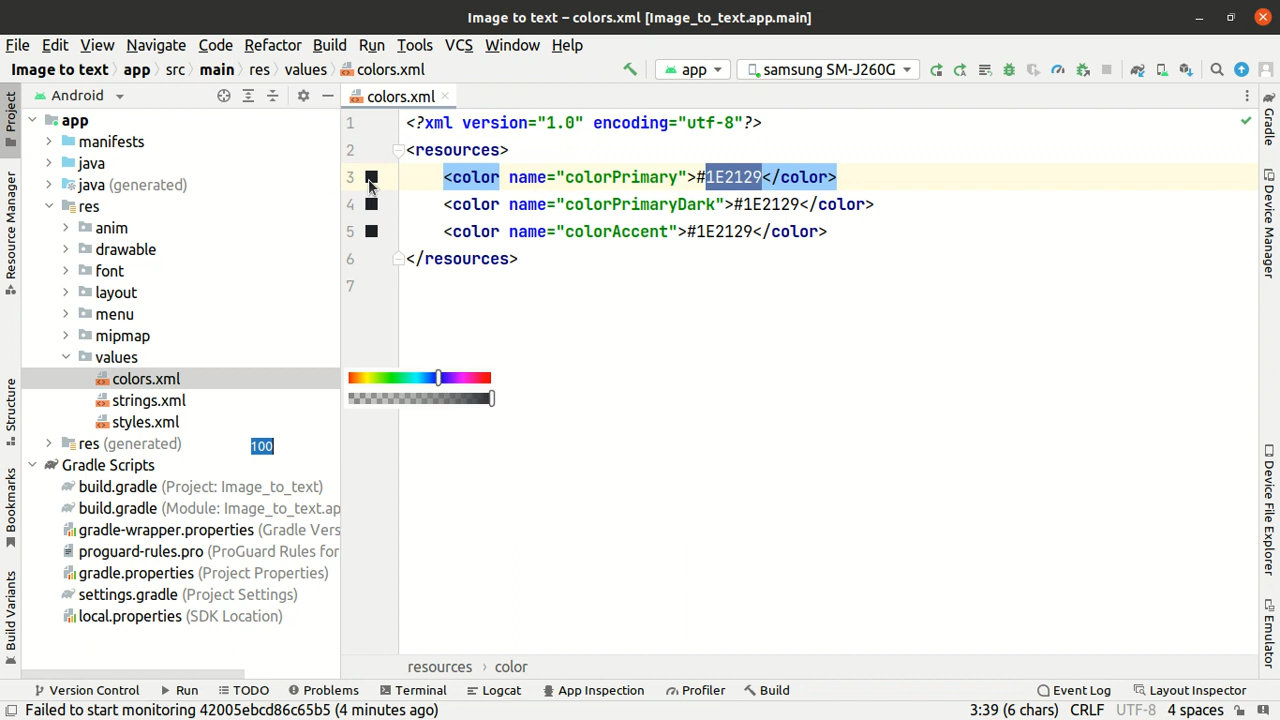 Image to text – colors.xml [Image_to_text.app.main]
File Edit View Navigate Code Refactor Build Run Tools VCS Window Help
Image to text app src main res values colors.xml app samsung SM-J260G
Project
Resource Manager
Structure
Bookmarks
Build Variants
Android
app
manifests
java
java (generated)
res
anim
drawable
font
layout
menu
mipmap
values
colors.xml
strings.xml
styles.xml
res (generated)
100
Gradle Scripts
build.gradle (Project: Image_to_text)
build.gradle (Module: Image_to_text.ap
gradle-wrapper.properties (Gradle Vers
proguard-rules.pro (ProGuard Rules for
gradle.properties (Project Properties)
settings.gradle (Project Settings)
local.properties (SDK Location)
colors.xml
1 <?xml version="1.0" encoding="utf-8"?>
2 <resources>
3 <color name="colorPrimary">#1E2129</color>
4 <color name="colorPrimaryDark">#1E2129</color>
5 <color name="colorAccent">#1E2129</color>
6 </resources>
7
resources › color
Gradle
Device Manager
Device File Explorer
Emulator
Version Control Run TODO Problems Terminal Logcat App Inspection Profiler Build Event Log Layout Inspector
Failed to start monitoring 42005ebcd86c65b5 (4 minutes ago) 3:39 (6 chars) CRLF UTF-8 4 spaces